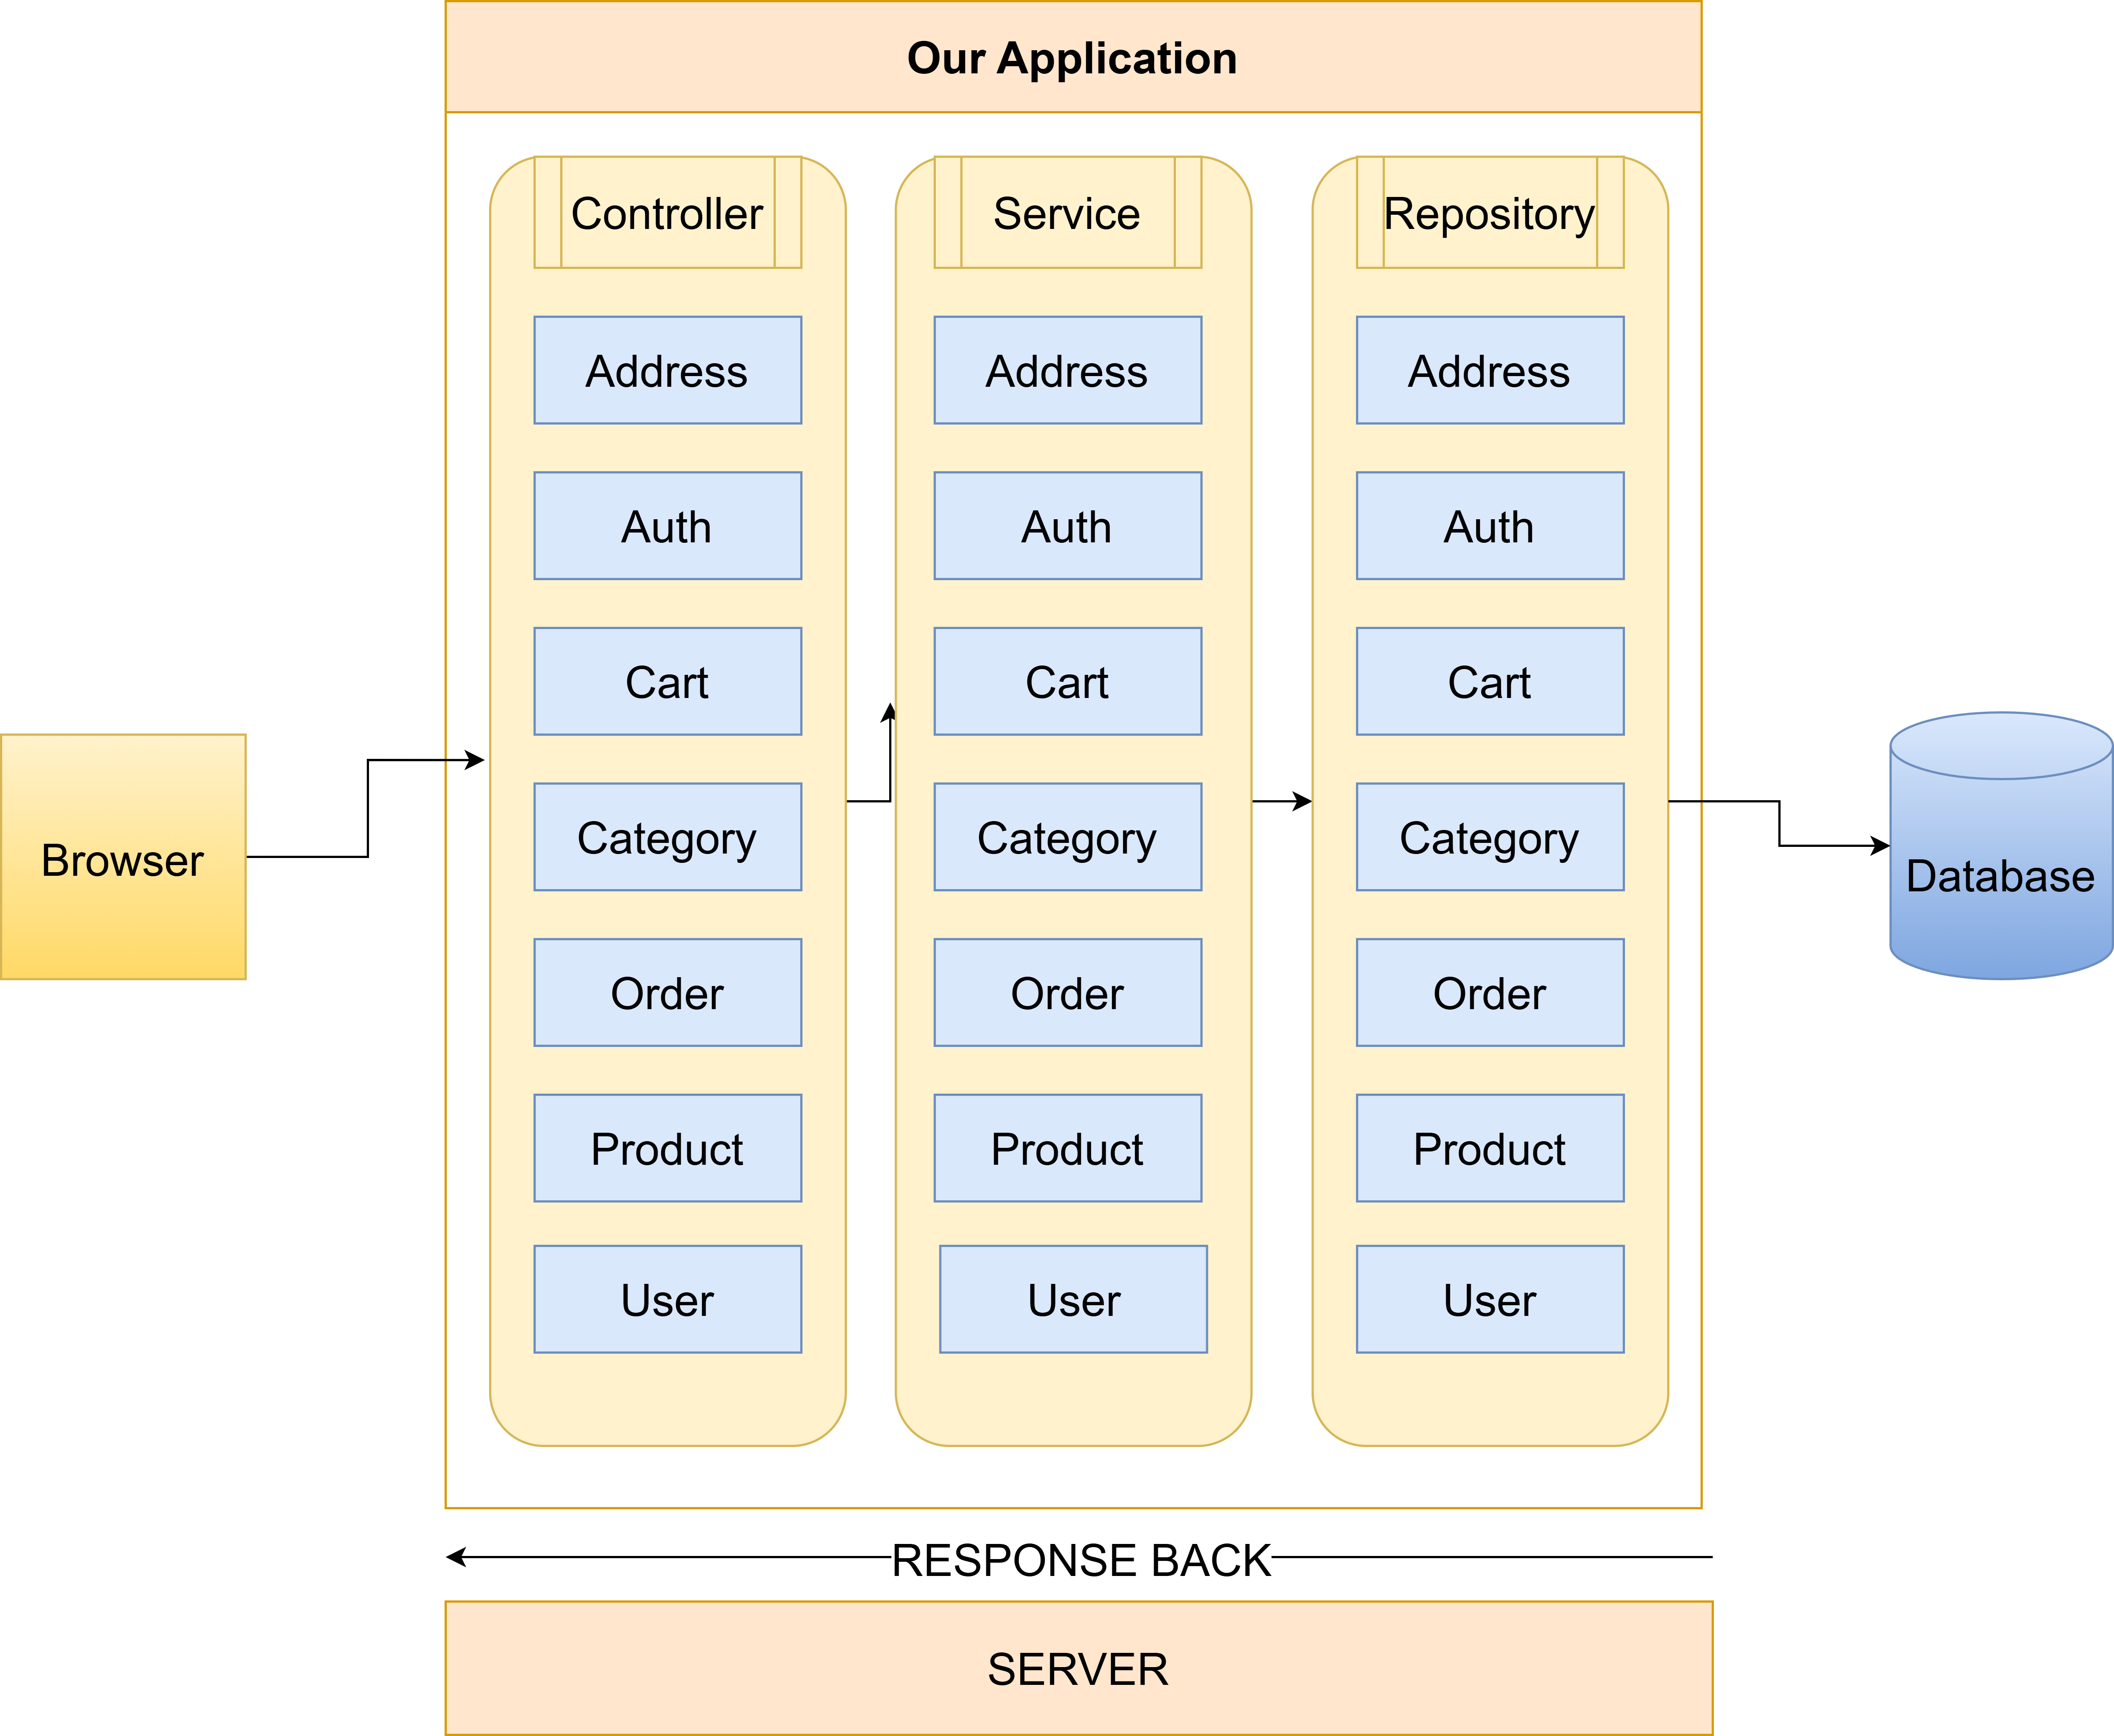 Our Application
Controller
Address
Auth
Cart
Category
Order
Product
User
Service
Address
Auth
Cart
Category
Order
Product
User
Repository
Address
Auth
Cart
Category
Order
Product
User
Browser
Database
RESPONSE BACK
SERVER